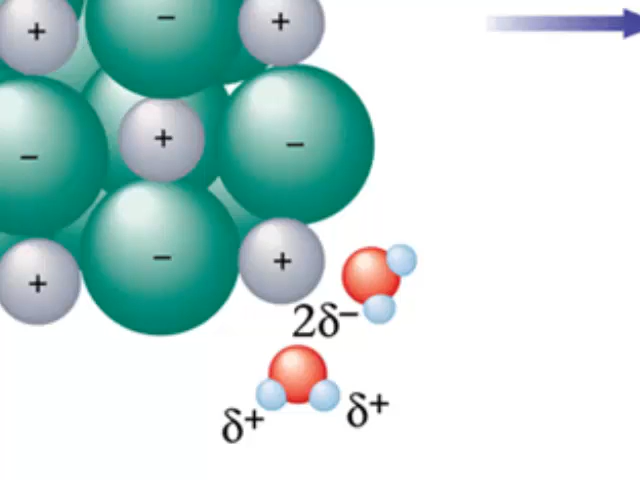 + − +
− + −
+ − +
2δ−
δ+ δ+